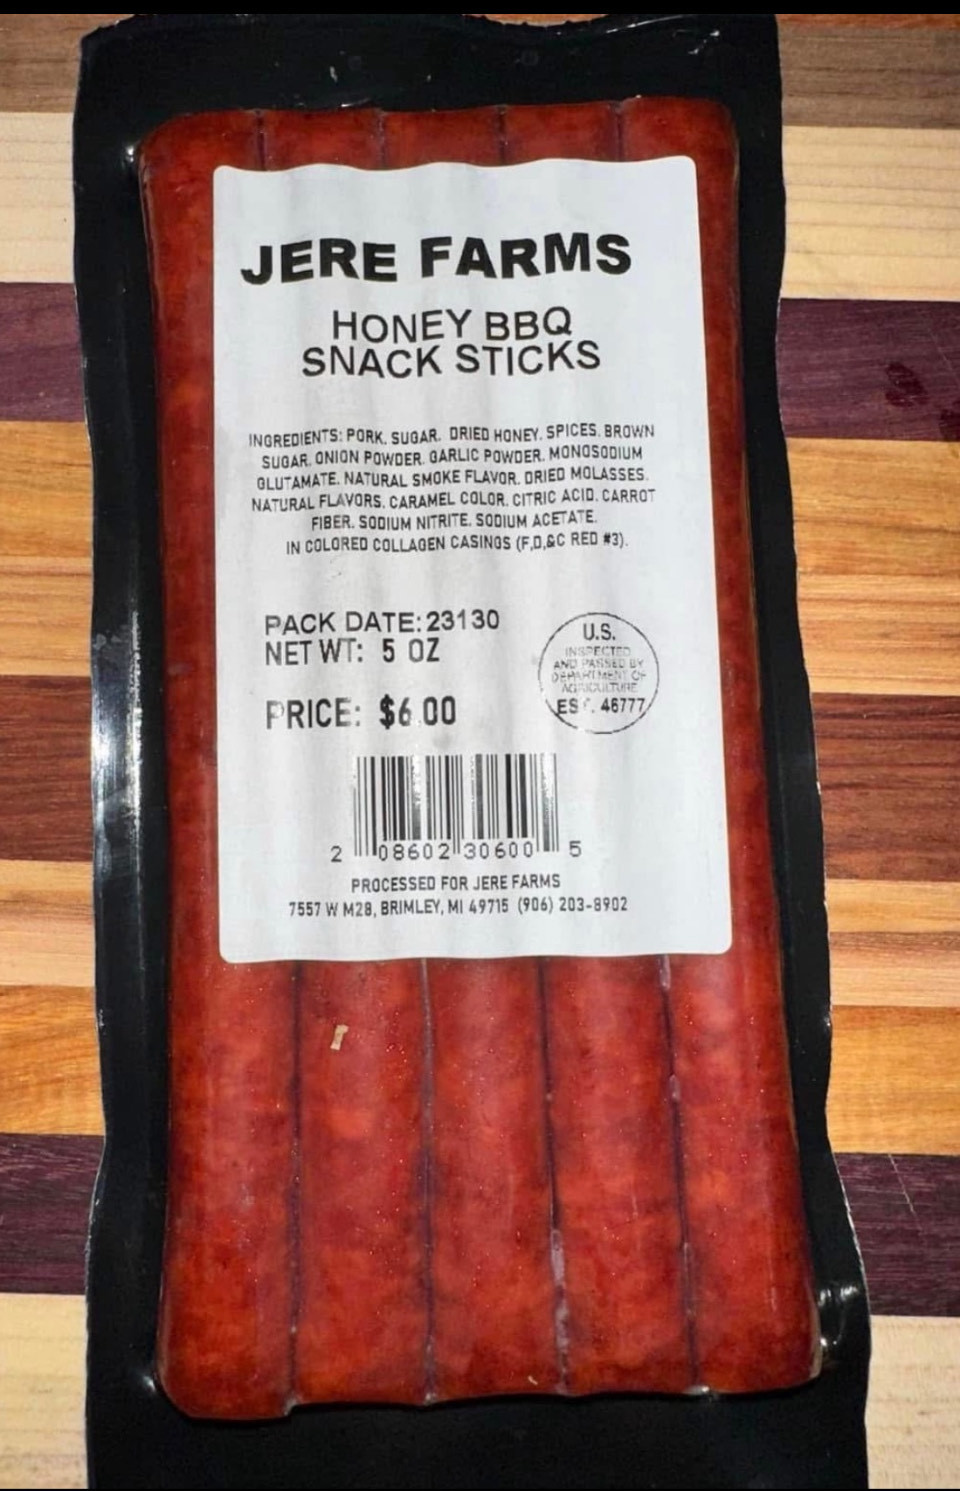 JERE FARMS
HONEY BBQ
SNACK STICKS
INGREDIENTS: PORK, SUGAR, DRIED HONEY, SPICES, BROWN
SUGAR, ONION POWDER, GARLIC POWDER, MONOSODIUM
GLUTAMATE, NATURAL SMOKE FLAVOR, DRIED MOLASSES,
NATURAL FLAVORS, CARAMEL COLOR, CITRIC ACID, CARROT
FIBER, SODIUM NITRITE, SODIUM ACETATE.
IN COLORED COLLAGEN CASINGS (F,D,&C RED #3).
PACK DATE: 23130
NET WT: 5 OZ
PRICE: $6.00
U.S.
INSPECTED
AND PASSED BY
DEPARTMENT OF
AGRICULTURE
EST. 46777
2 08602 30600 5
PROCESSED FOR JERE FARMS
7557 W M28, BRIMLEY, MI 49715 (906) 203-8902